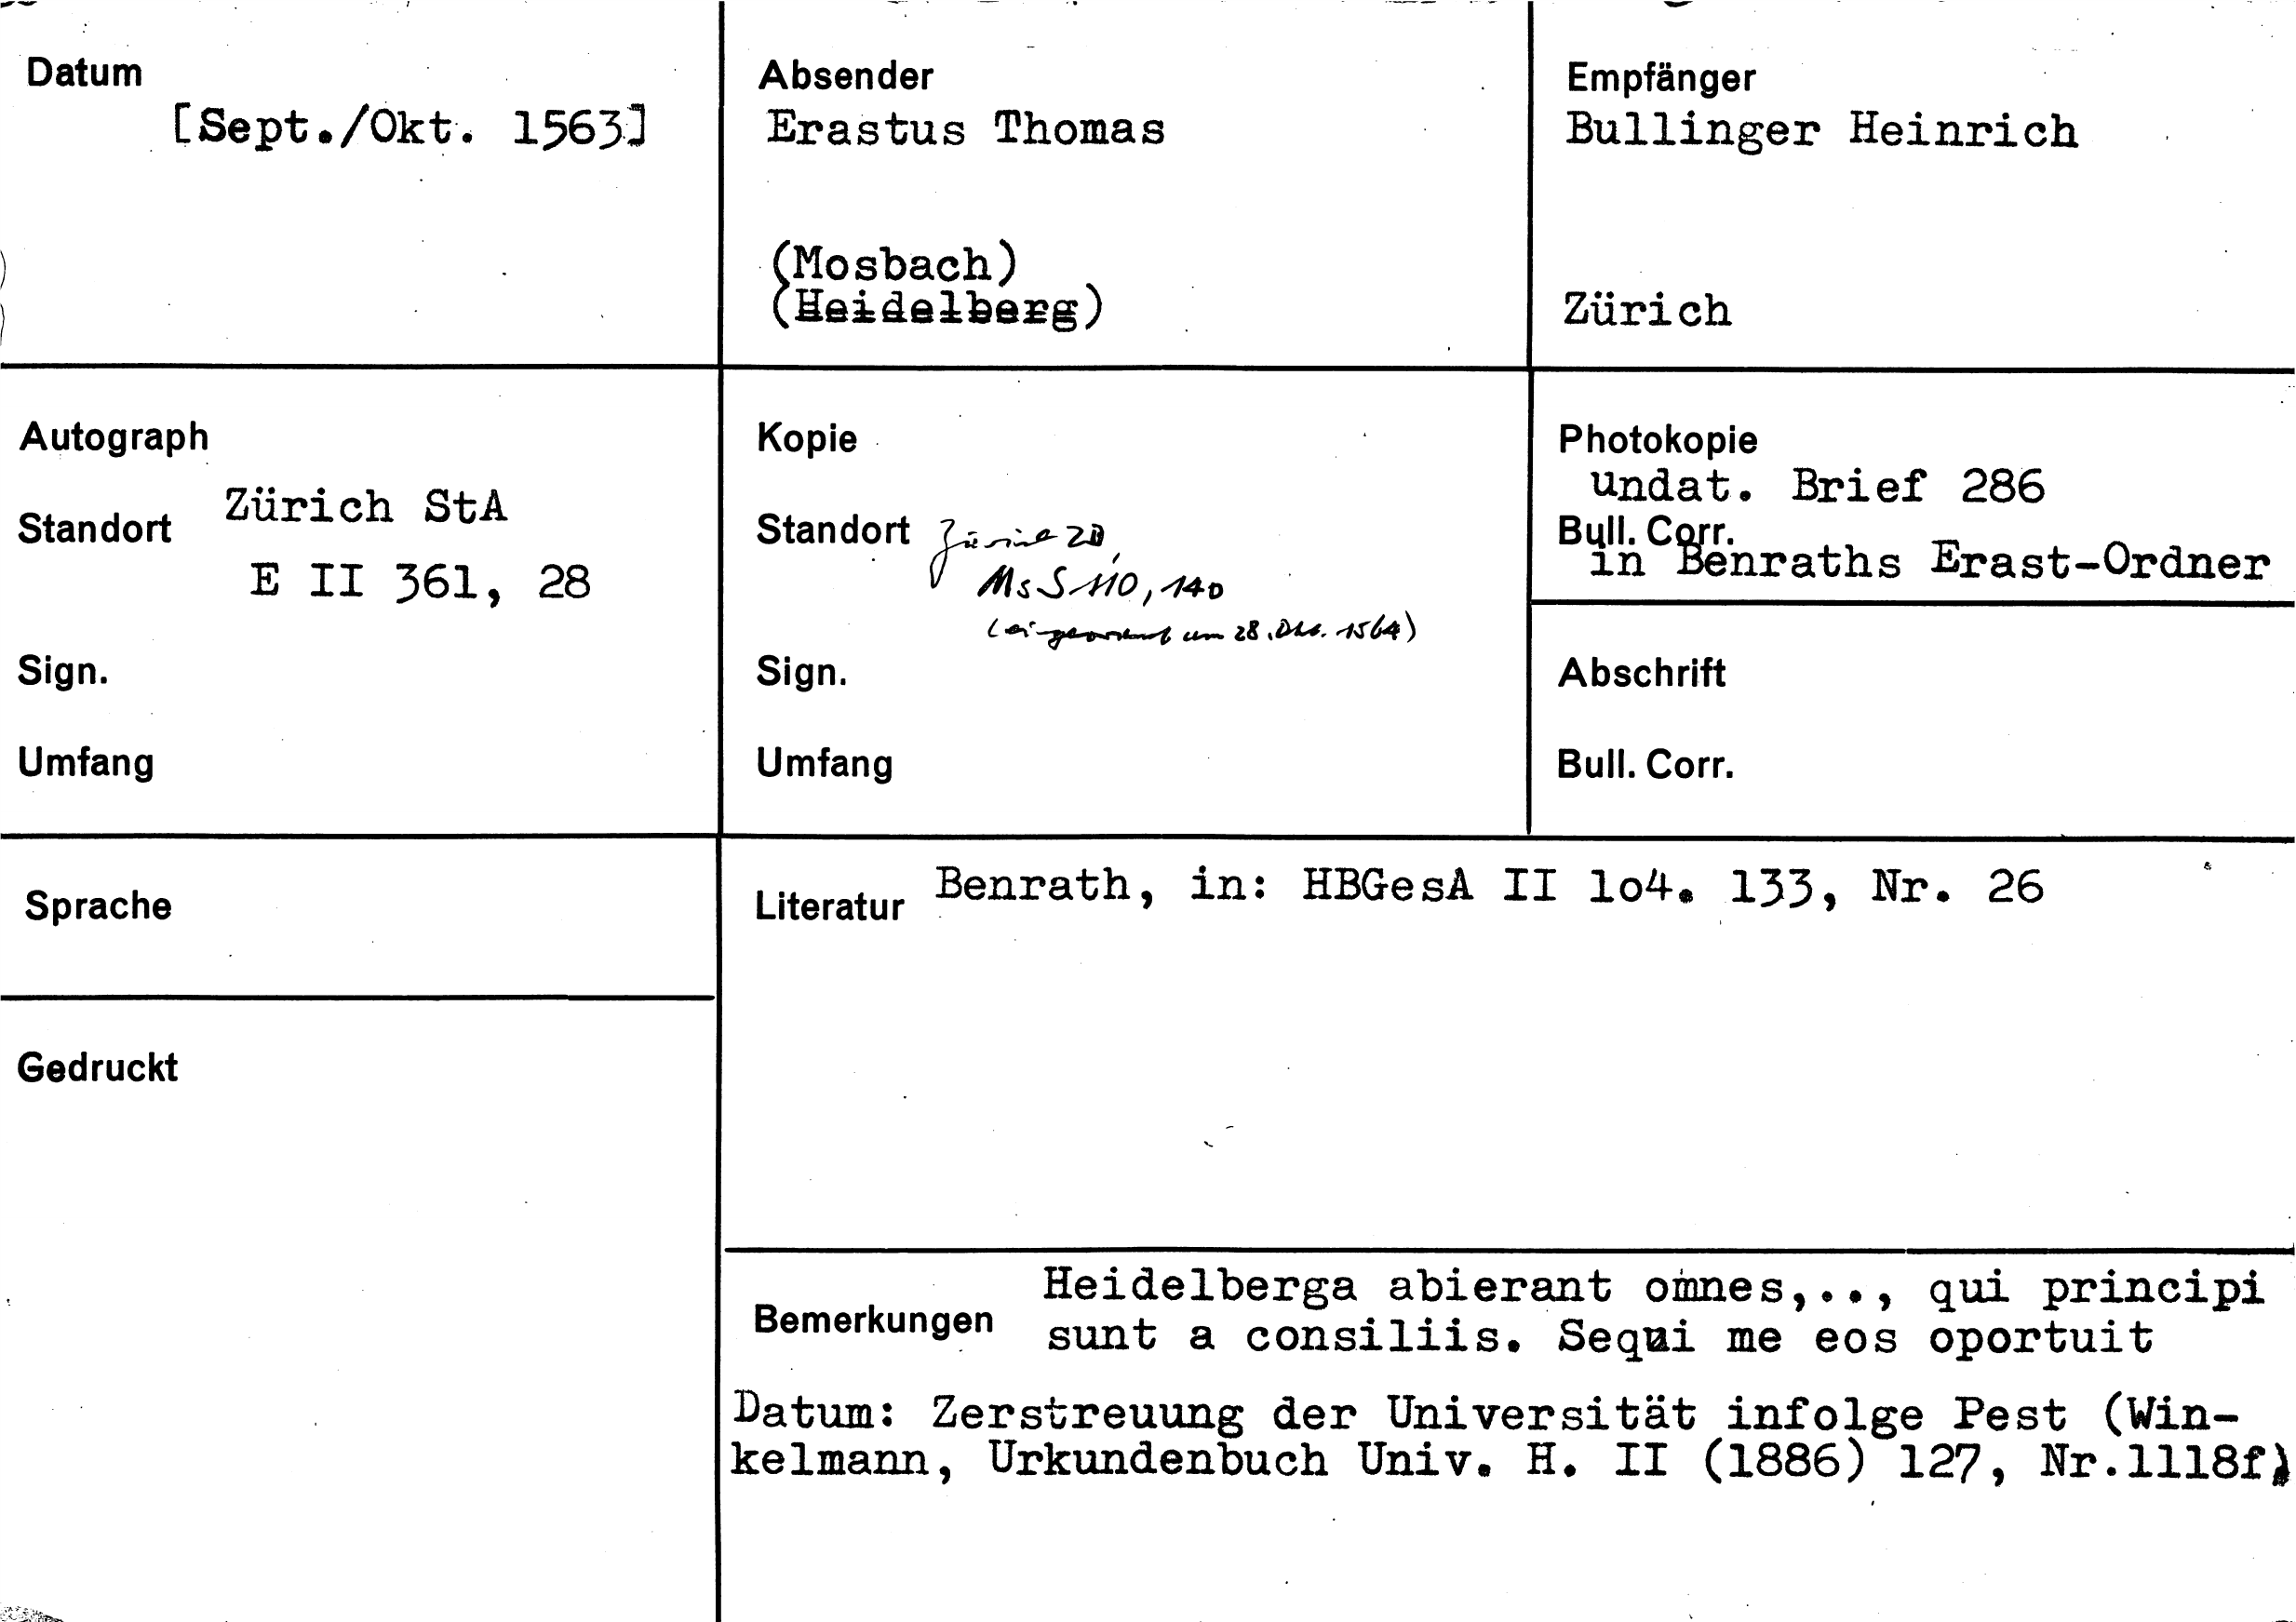 Datum
[Sept./Okt. 1563]
Absender
Erastus Thomas
(Mosbach)
(Heidelberg)
Empfänger
Bullinger Heinrich
Zürich
Autograph
Standort Zürich StA
E II 361, 28
Sign.
Umfang
Kopie
Standort Zürich ZB,
Ms S 110, 140
(eingeordnet um 28. Dez. 1564)
Sign.
Umfang
Photokopie
undat. Brief 286
Bull. Corr.
in Benraths Erast-Ordner
Abschrift
Bull. Corr.
Sprache
Gedruckt
Literatur Benrath, in: HBGesA II 1o4. 133, Nr. 26
Bemerkungen Heidelberga abierant omnes,.., qui principi
sunt a consiliis. Sequi me eos oportuit
Datum: Zerstreuung der Universität infolge Pest (Win-
kelmann, Urkundenbuch Univ. H. II (1886) 127, Nr.1118f)